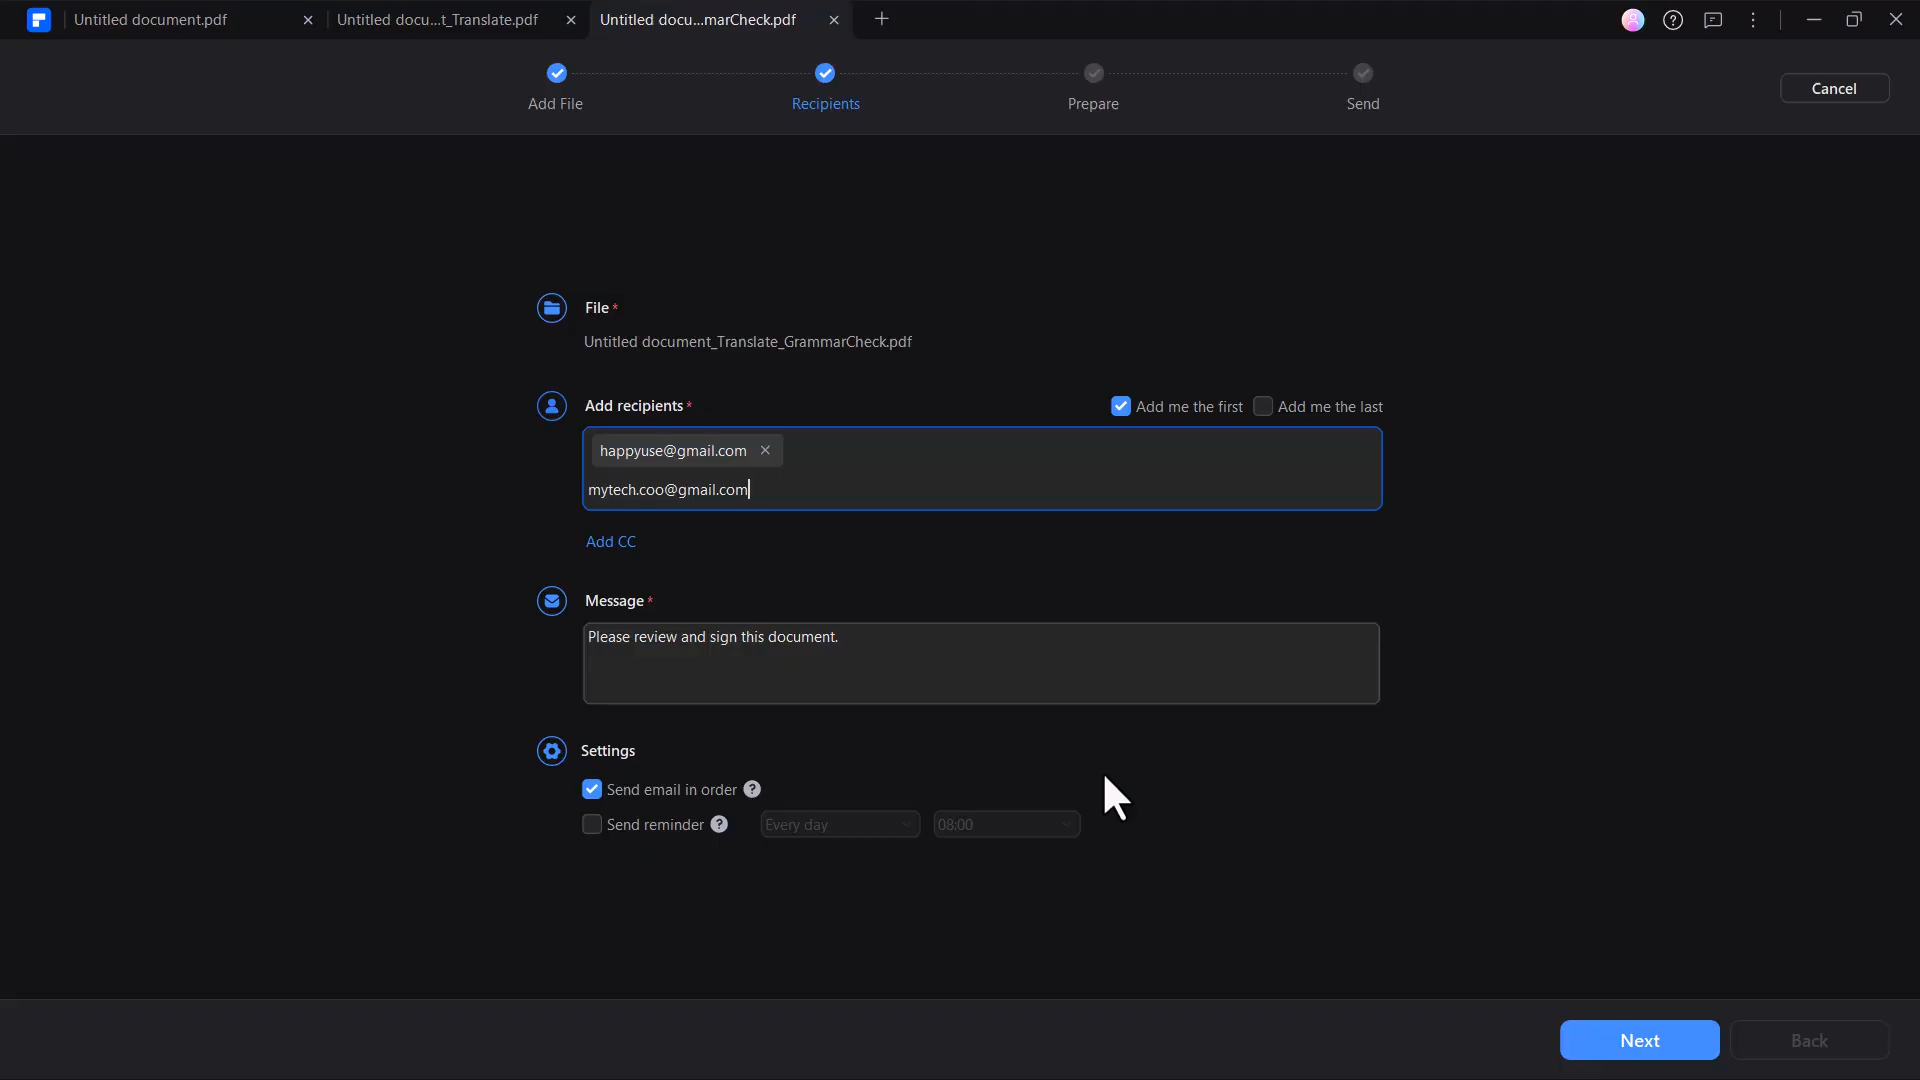 Untitled document.pdf
Untitled docu...t_Translate.pdf
Untitled docu...marCheck.pdf
Add File
Recipients
Prepare
Send
Cancel
File *
Untitled document_Translate_GrammarCheck.pdf
Add recipients *
Add me the first
Add me the last
happyuse@gmail.com
mytech.coo@gmail.com
Add CC
Message *
Please review and sign this document.
Settings
Send email in order ?
Send reminder ?
Every day
08:00
Next
Back